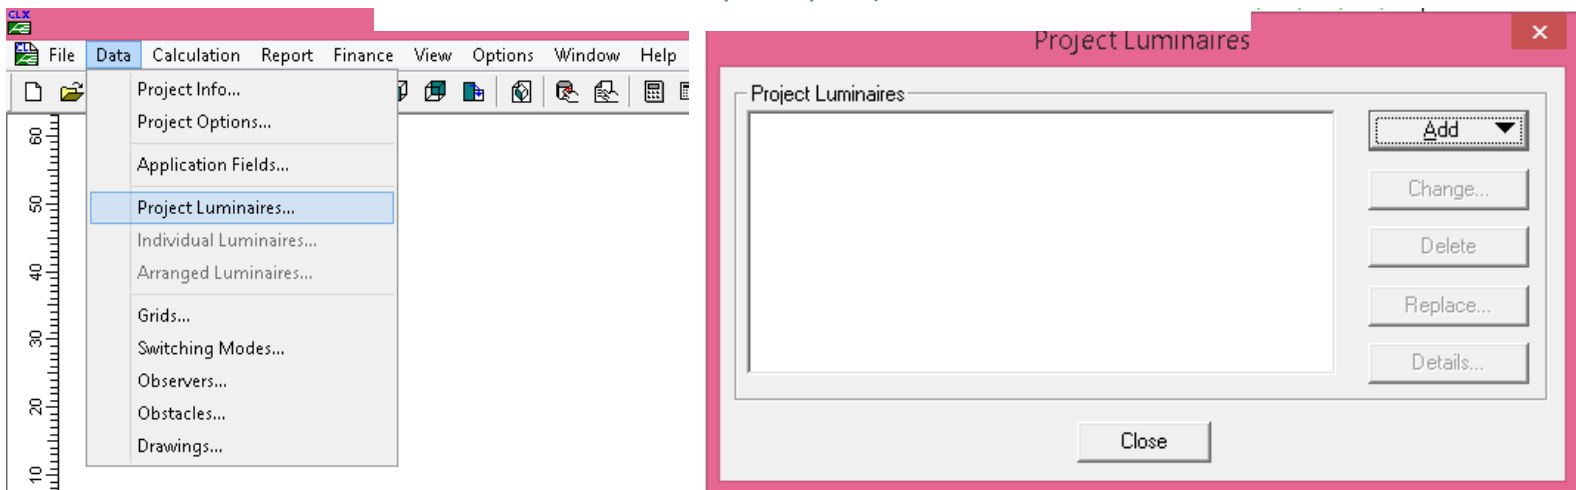 CLX
File Data Calculation Report Finance View Options Window Help
Project Info...
Project Options...
Application Fields...
Project Luminaires...
Individual Luminaires...
Arranged Luminaires...
Grids...
Switching Modes...
Observers...
Obstacles...
Drawings...
60
50
40
30
20
10
Project Luminaires
Project Luminaires
Add
Change...
Delete
Replace...
Details...
Close